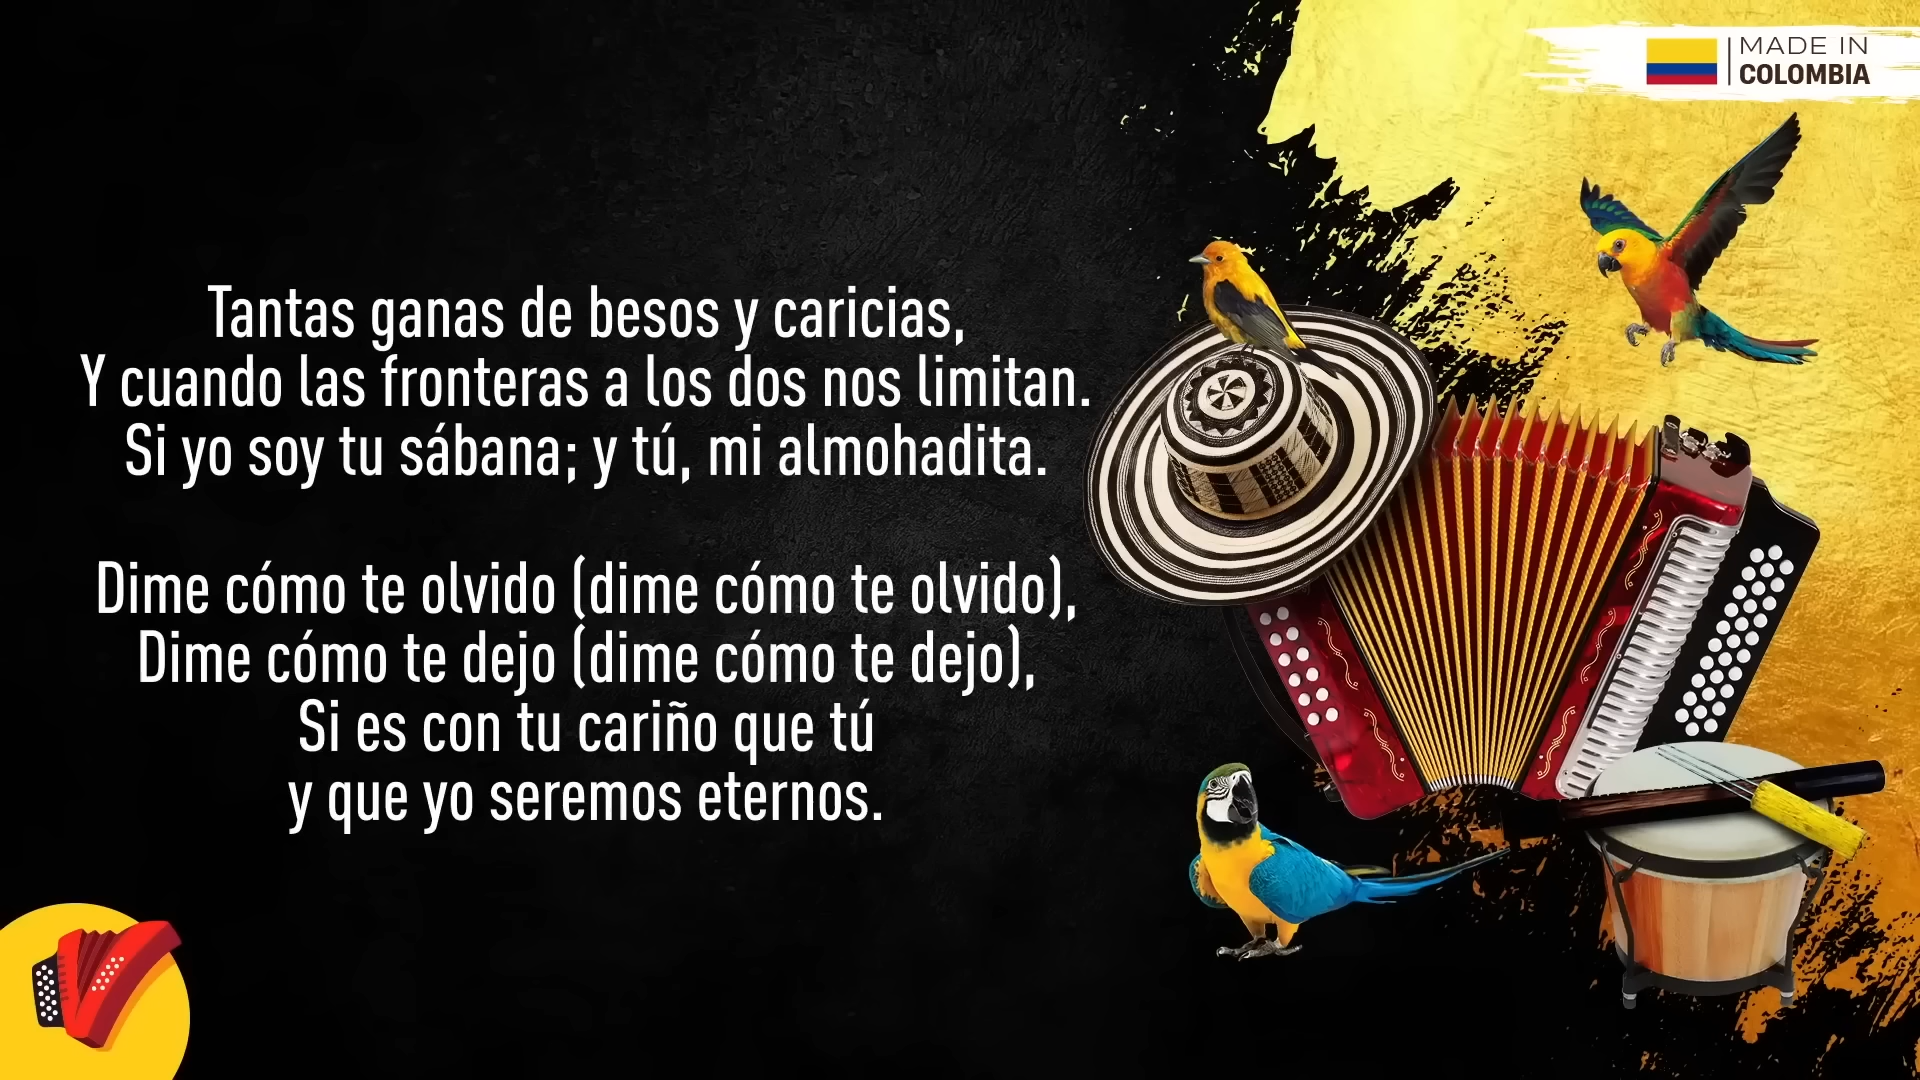 MADE IN
COLOMBIA
Tantas ganas de besos y caricias,
Y cuando las fronteras a los dos nos limitan.
Si yo soy tu sábana; y tú, mi almohadita.
Dime cómo te olvido (dime cómo te olvido),
Dime cómo te dejo (dime cómo te dejo),
Si es con tu cariño que tú
y que yo seremos eternos.